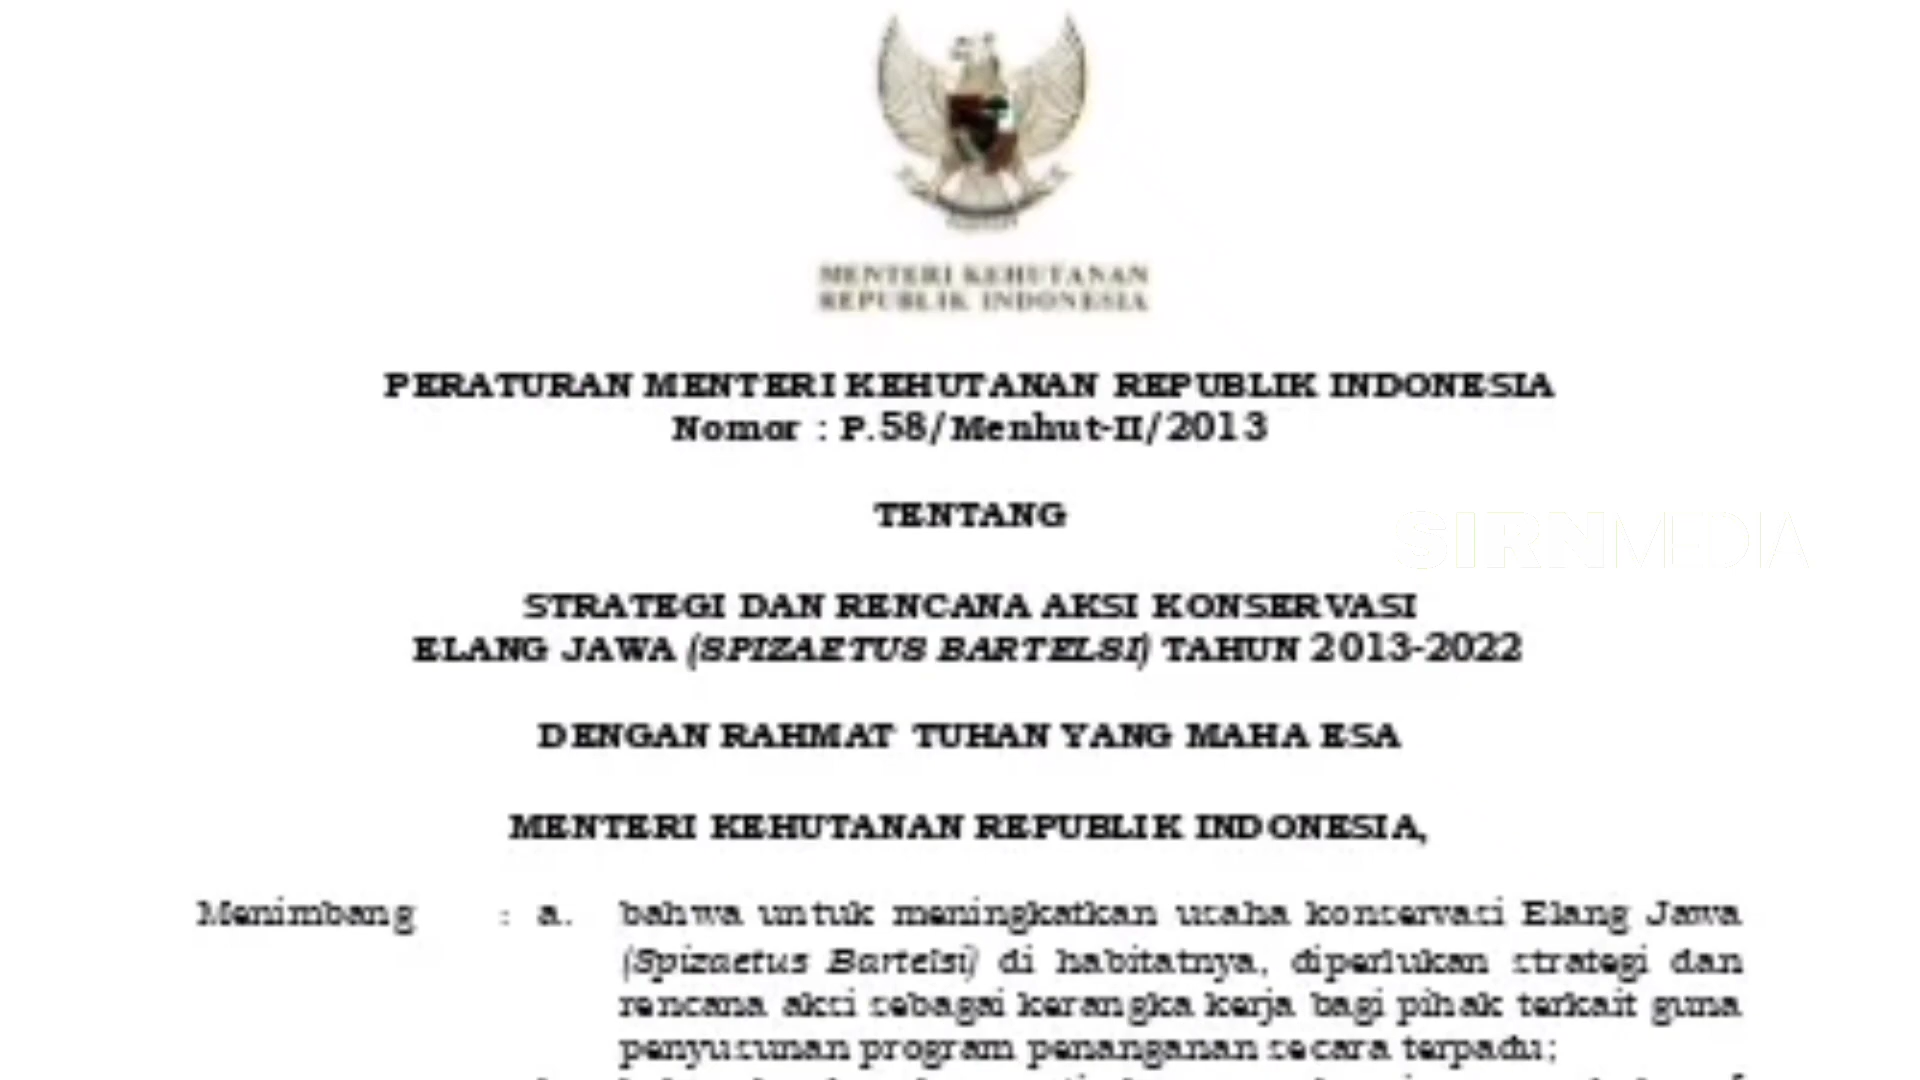 MENTERI KEHUTANAN
REPUBLIK INDONESIA
PERATURAN MENTERI KEHUTANAN REPUBLIK INDONESIA
Nomor : P.58/Menhut-II/2013
TENTANG
SIRNMEDIA
STRATEGI DAN RENCANA AKSI KONSERVASI
ELANG JAWA (SPIZAETUS BARTELSI) TAHUN 2013-2022
DENGAN RAHMAT TUHAN YANG MAHA ESA
MENTERI KEHUTANAN REPUBLIK INDONESIA,
Menimbang : a. bahwa untuk meningkatkan usaha konservasi Elang Jawa
(Spizaetus Bartelsi) di habitatnya, diperlukan strategi dan
rencana aksi sebagai kerangka kerja bagi pihak terkait guna
penyusunan program penanganan secara terpadu;